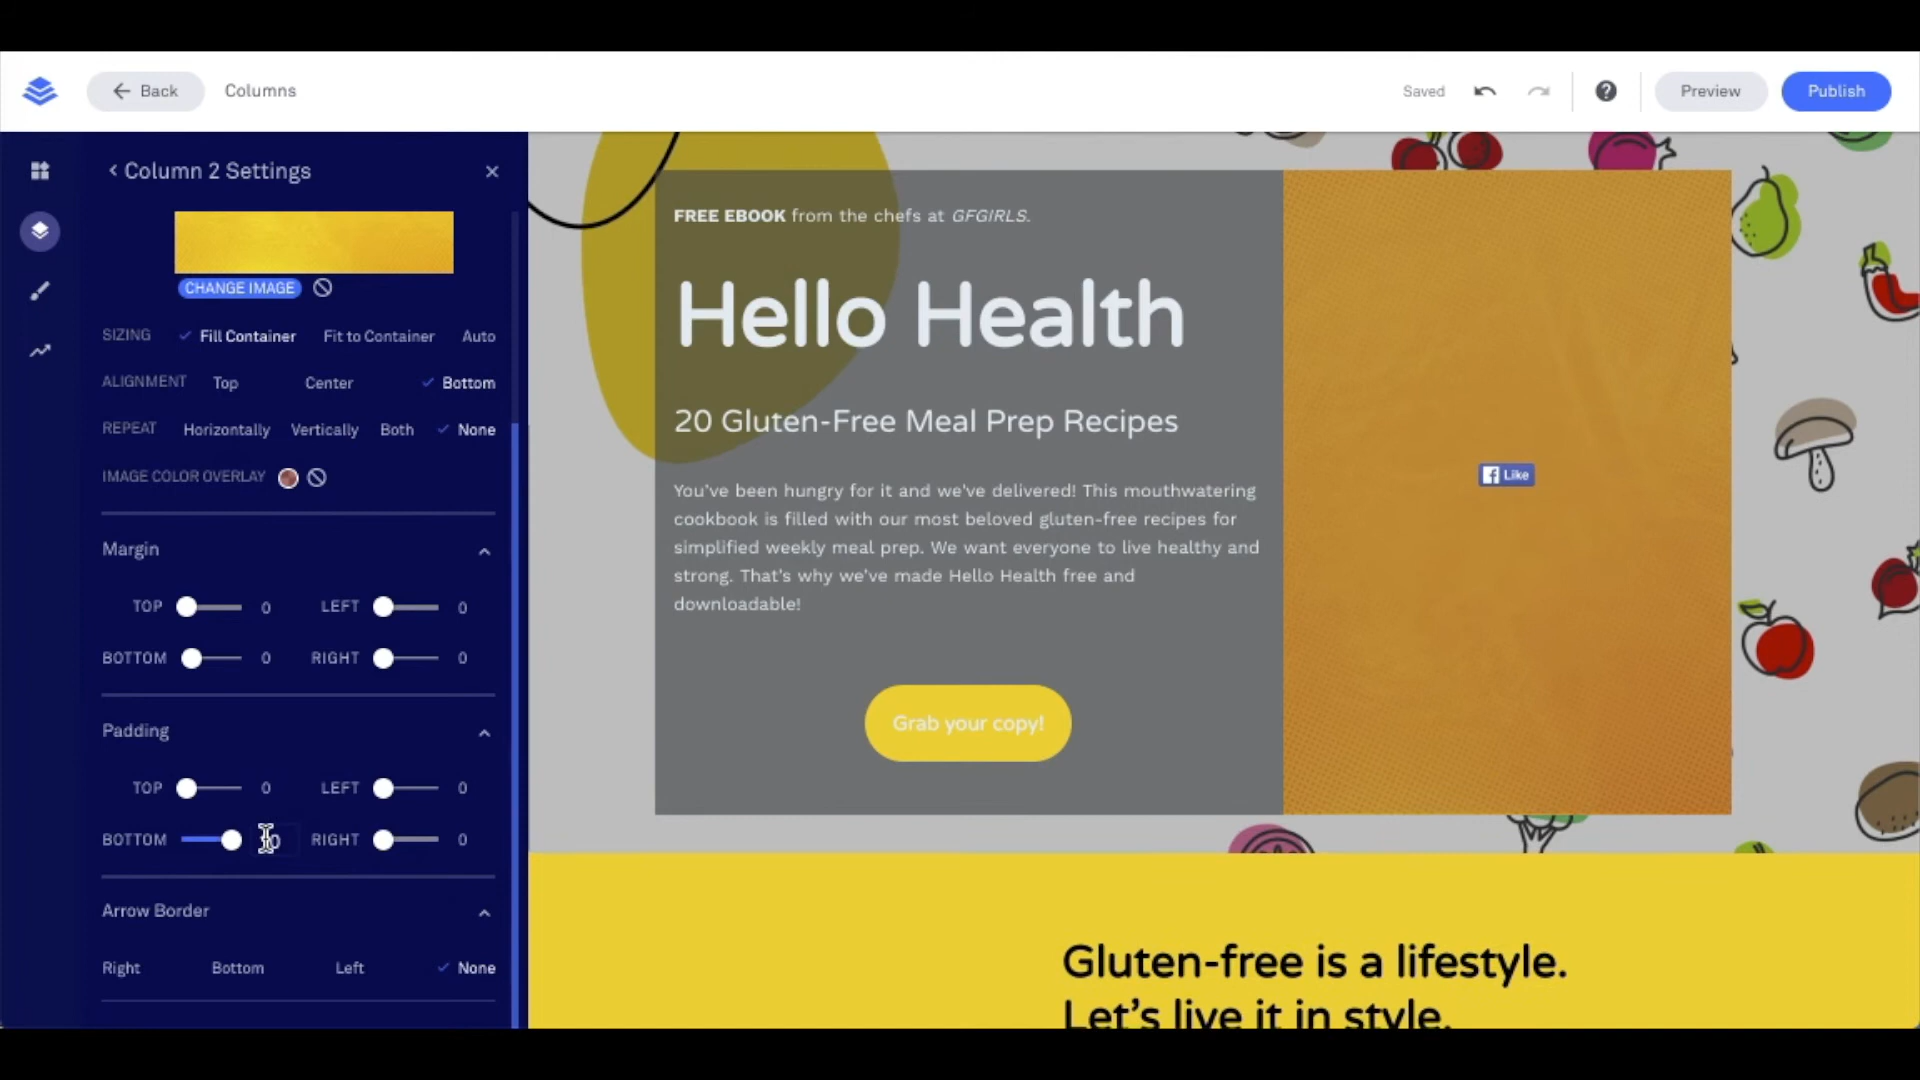 Back
Columns
Saved
Preview
Publish
Column 2 Settings
CHANGE IMAGE
SIZING Fill Container Fit to Container Auto
ALIGNMENT Top Center Bottom
REPEAT Horizontally Vertically Both None
IMAGE COLOR OVERLAY
Margin
TOP 0 LEFT 0
BOTTOM 0 RIGHT 0
Padding
TOP 0 LEFT 0
BOTTOM RIGHT 0
Arrow Border
Right Bottom Left None
FREE EBOOK from the chefs at GFGIRLS.
Hello Health
20 Gluten-Free Meal Prep Recipes
You've been hungry for it and we've delivered! This mouthwatering
cookbook is filled with our most beloved gluten-free recipes for
simplified weekly meal prep. We want everyone to live healthy and
strong. That's why we've made Hello Health free and
downloadable!
Grab your copy!
f Like
Gluten-free is a lifestyle.
Let's live it in style.